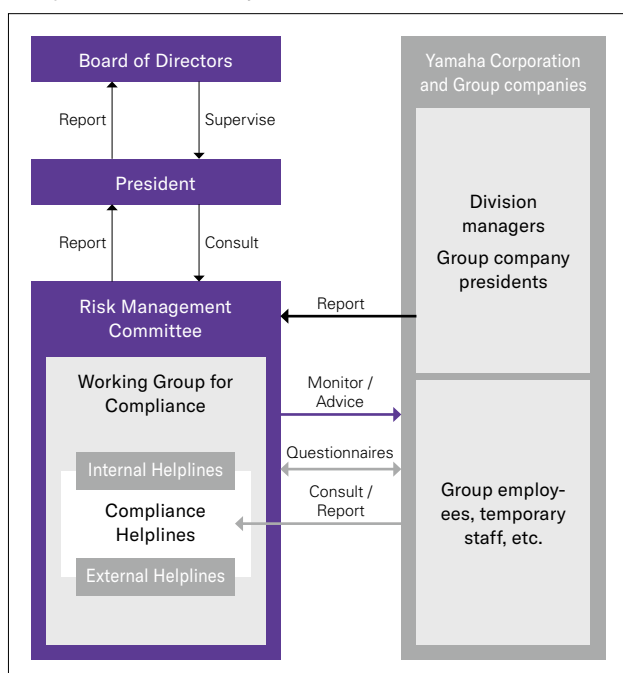 Board of Directors
Yamaha Corporation
and Group companies
Report
Supervise
President
Division
managers
Group company
presidents
Report
Consult
Risk Management
Committee
Report
Working Group for
Compliance
Monitor /
Advice
Internal Helplines
Questionnaires
Compliance
Helplines
Consult /
Report
Group employ-
ees, temporary
staff, etc.
External Helplines